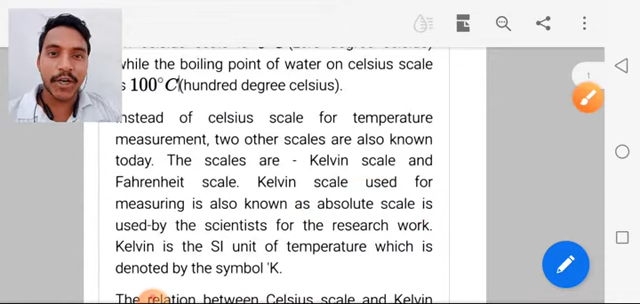 while the boiling point of water on celsius scale
100°C(hundred degree celsius).
Instead of celsius scale for temperature
measurement, two other scales are also known
today. The scales are - Kelvin scale and
Fahrenheit scale. Kelvin scale used for
measuring is also known as absolute scale is
used-by the scientists for the research work.
Kelvin is the SI unit of temperature which is
denoted by the symbol 'K.
The relation between Celsius scale and Kelvin
1